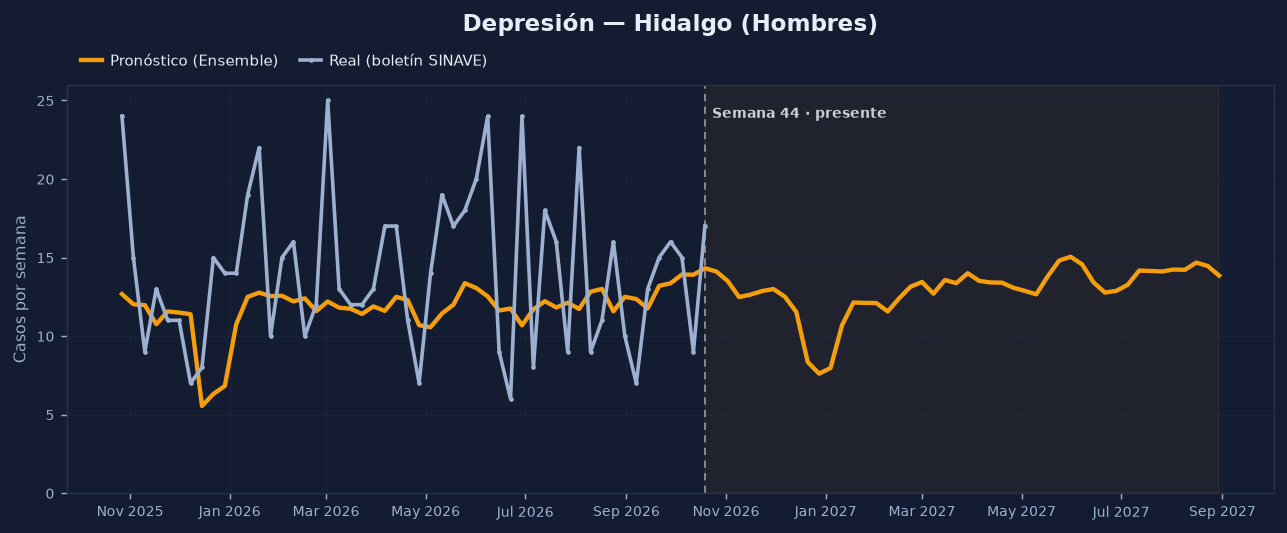 Depresión — Hidalgo (Hombres)
Pronóstico (Ensemble) Real (boletín SINAVE)
Semana 44 · presente
Casos por semana
25
20
15
10
5
0
Nov 2025 Jan 2026 Mar 2026 May 2026 Jul 2026 Sep 2026 Nov 2026 Jan 2027 Mar 2027 May 2027 Jul 2027 Sep 2027